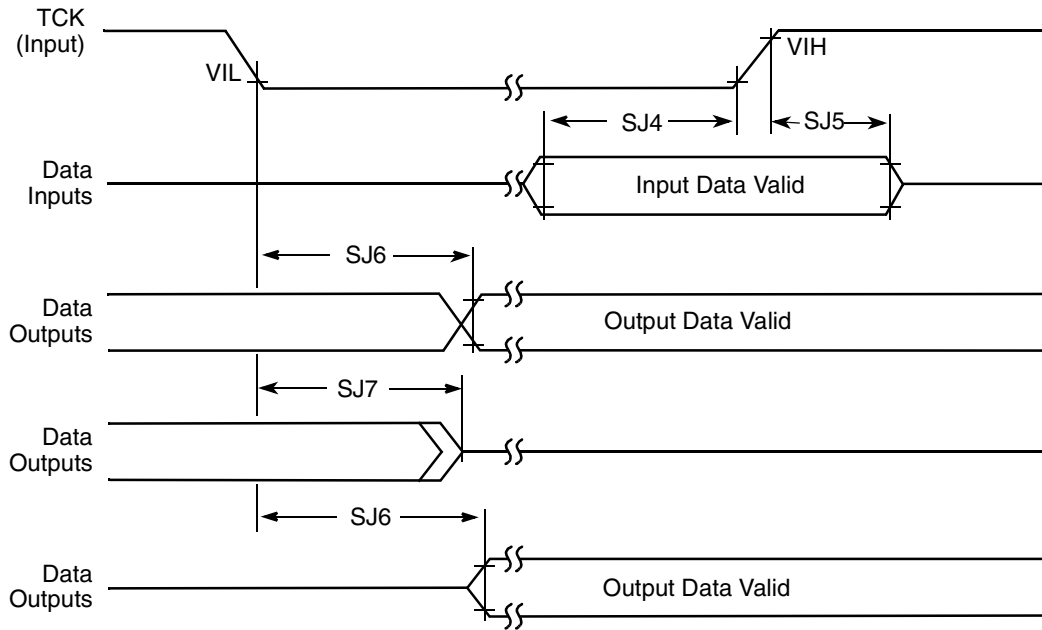 TCK
(Input)
VIL
VIH
SJ4
SJ5
Data
Inputs
Input Data Valid
SJ6
Data
Outputs
Output Data Valid
SJ7
Data
Outputs
SJ6
Data
Outputs
Output Data Valid